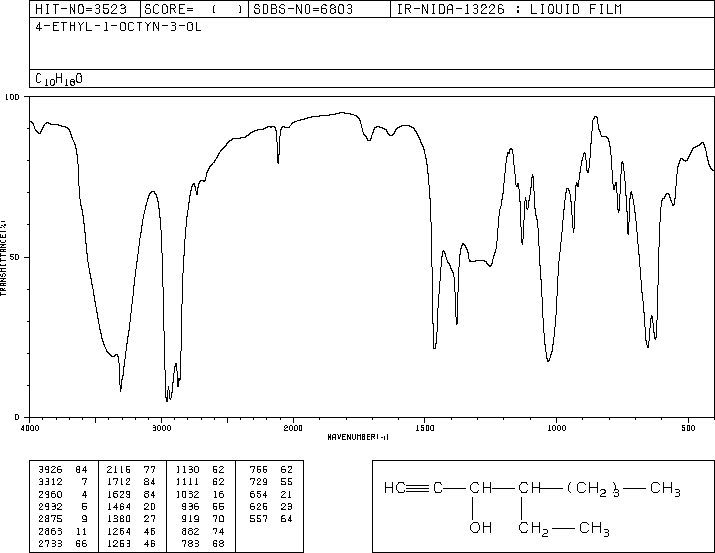 HIT-NO=3523 SCORE= ( ) SDBS-NO=6803 IR-NIDA-13226 : LIQUID FILM
4-ETHYL-1-OCTYN-3-OL
C10H18O
100
50
0
TRANSMITTANCE(%)
4000 3000 2000 1500 1000 500
WAVENUMBER(-1)
3926 84 2116 77 1130 52 766 62
3312 7 1712 84 1111 62 729 55
2960 4 1629 84 1032 16 654 21
2932 5 1464 20 936 55 626 23
2875 9 1380 27 919 70 557 64
2863 11 1264 46 882 74
2733 66 1253 46 783 68
HC≡C—CH—CH—(CH2)3—CH3
OH CH2—CH3